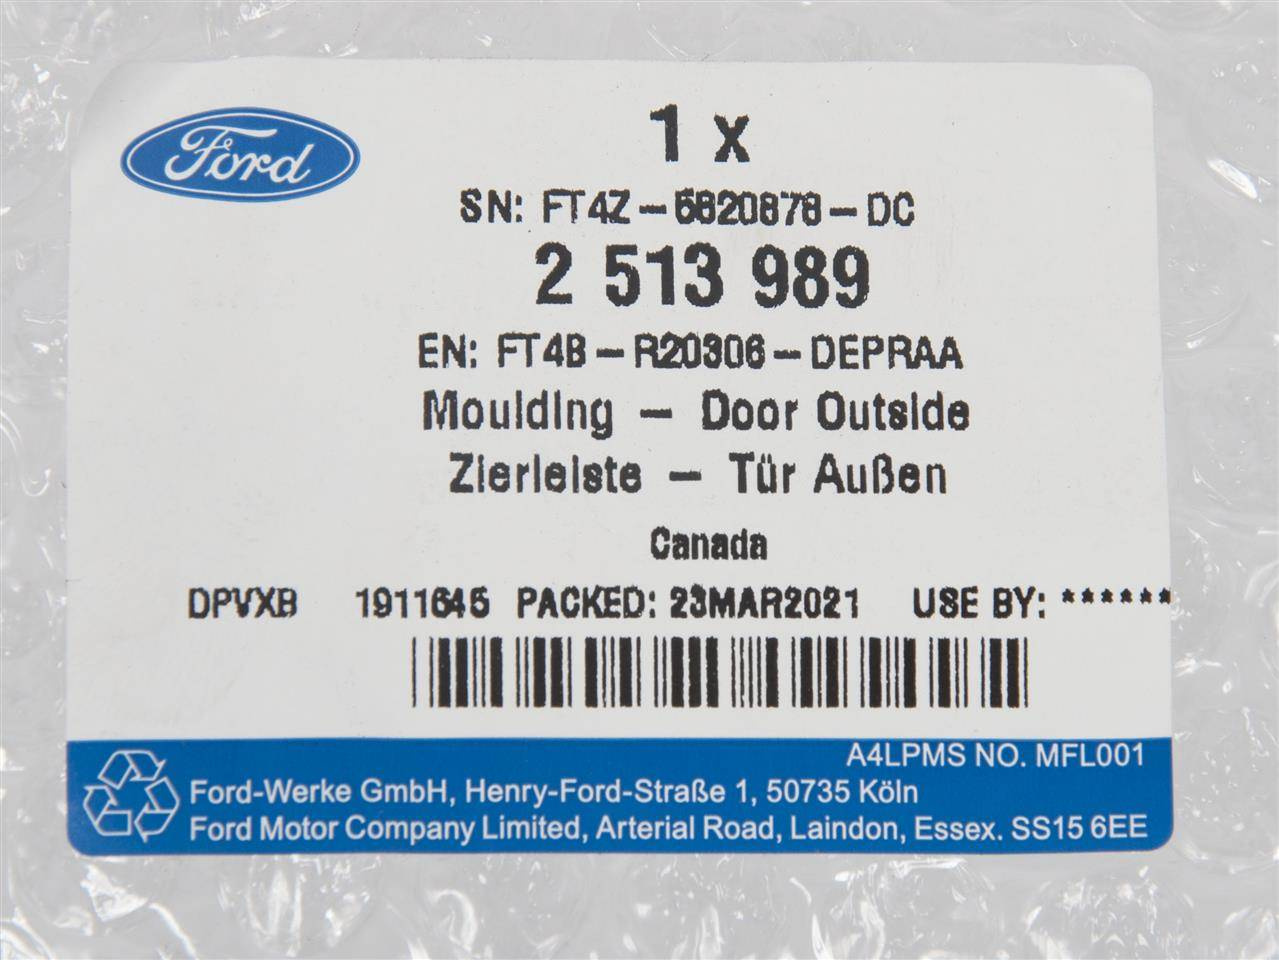 Ford
1 x
SN: FT4Z-5820878-DC
2 513 989
EN: FT4B-R20306-DEPRAA
Moulding - Door Outside
Zierleiste - Tür Außen
Canada
DPVXB 1911645 PACKED: 23MAR2021 USE BY: ******
A4LPMS NO. MFL001
Ford-Werke GmbH, Henry-Ford-Straße 1, 50735 Köln
Ford Motor Company Limited, Arterial Road, Laindon, Essex. SS15 6EE